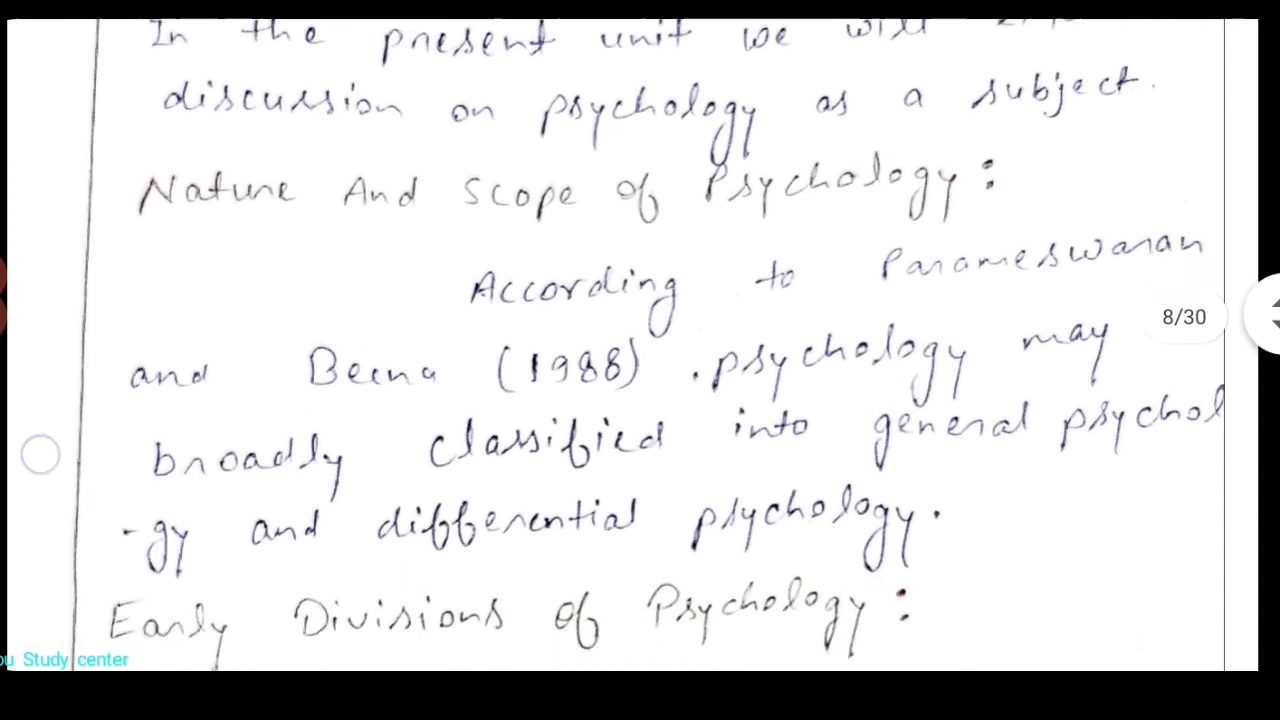 In the present unit we will
discussion on psychology as a subject.
Nature And Scope of Psychology:
According to Parameswaran
8/30
and Beena (1988) .psychology may
broadly classified into general psychol
-gy and differential psychology.
Early Divisions of Psychology:
ou Study center